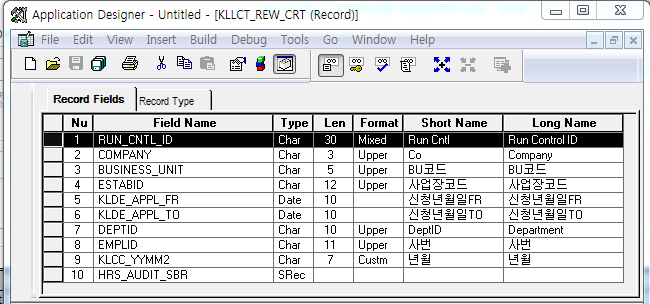 Application Designer - Untitled - [KLLCT_REW_CRT (Record)]
File Edit View Insert Build Debug Tools Go Window Help
Record Fields Record Type
Nu Field Name Type Len Format Short Name Long Name
1 RUN_CNTL_ID Char 30 Mixed Run Cntl Run Control ID
2 COMPANY Char 3 Upper Co Company
3 BUSINESS_UNIT Char 5 Upper BU코드 BU코드
4 ESTABID Char 12 Upper 사업장코드 사업장코드
5 KLDE_APPL_FR Date 10 신청년월일FR 신청년월일FR
6 KLDE_APPL_TO Date 10 신청년월일TO 신청년월일TO
7 DEPTID Char 10 Upper DeptID Department
8 EMPLID Char 11 Upper 사번 사번
9 KLCC_YYMM2 Char 7 Custm 년월 년월
10 HRS_AUDIT_SBR SRec